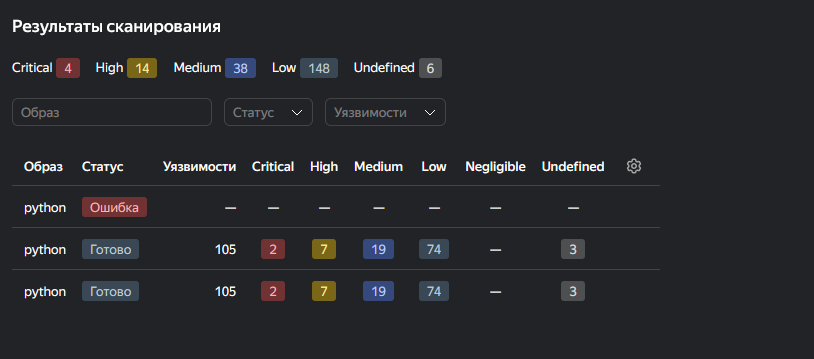 Результаты сканирования
Critical 4 High 14 Medium 38 Low 148 Undefined 6
Образ Статус Уязвимости
Образ Статус Уязвимости Critical High Medium Low Negligible Undefined
python Ошибка — — — — — — —
python Готово 105 2 7 19 74 — 3
python Готово 105 2 7 19 74 — 3